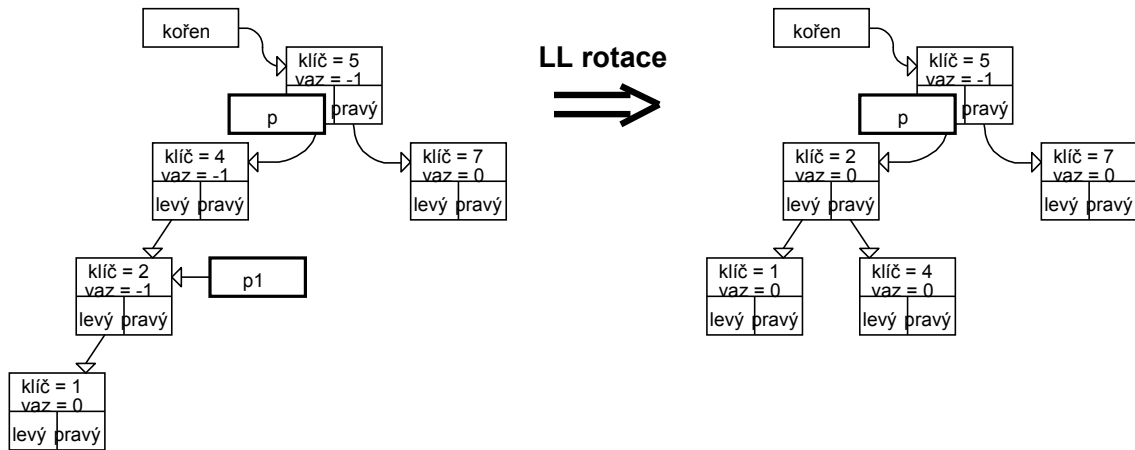 kořen
klíč = 5
vaz = -1
pravý
p
klíč = 4
vaz = -1
levý pravý
klíč = 7
vaz = 0
levý pravý
klíč = 2
vaz = -1
levý pravý
p1
klíč = 1
vaz = 0
levý pravý
LL rotace
kořen
klíč = 5
vaz = -1
pravý
p
klíč = 2
vaz = 0
levý pravý
klíč = 7
vaz = 0
levý pravý
klíč = 1
vaz = 0
levý pravý
klíč = 4
vaz = 0
levý pravý